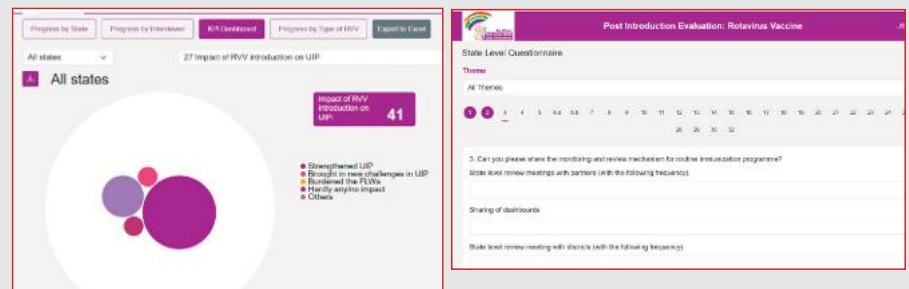 Progress by State
Progress by Interviewer
KPI Dashboard
Progress by Type of RVV
Export to Excel
All states
27 Impact of RVV introduction on UIP
All states
Impact of RVV
introduction on
UIP:
41
Strengthened UIP
Brought in new challenges in UIP
Burdened the FLWs
Hardly any/no impact
Others
Post Introduction Evaluation: Rotavirus Vaccine
State Level Questionnaire
Theme
All Themes
1 2 3 4 5 6.a 6.b 7 8 9 10 11 12 13 14 15 16 17 18 19 20 21 22 23 24
28 29 30 32
3. Can you please share the monitoring and review mechanism for routine immunization programme?
State level review meetings with partners (with the following frequency)
Sharing of dashboards
State level review meeting with districts (with the following frequency)